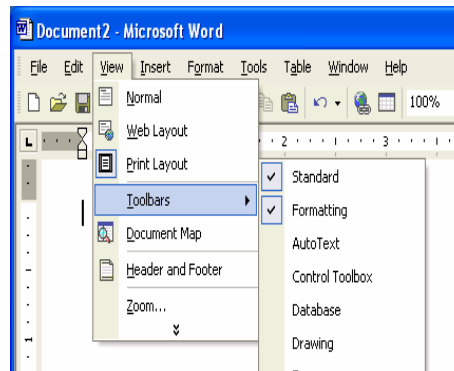 Document2 - Microsoft Word
File Edit View Insert Format Tools Table Window Help
100%
Normal
Web Layout
Print Layout
Toolbars
Document Map
Header and Footer
Zoom...
L
2 3
1
Standard
Formatting
AutoText
Control Toolbox
Database
Drawing